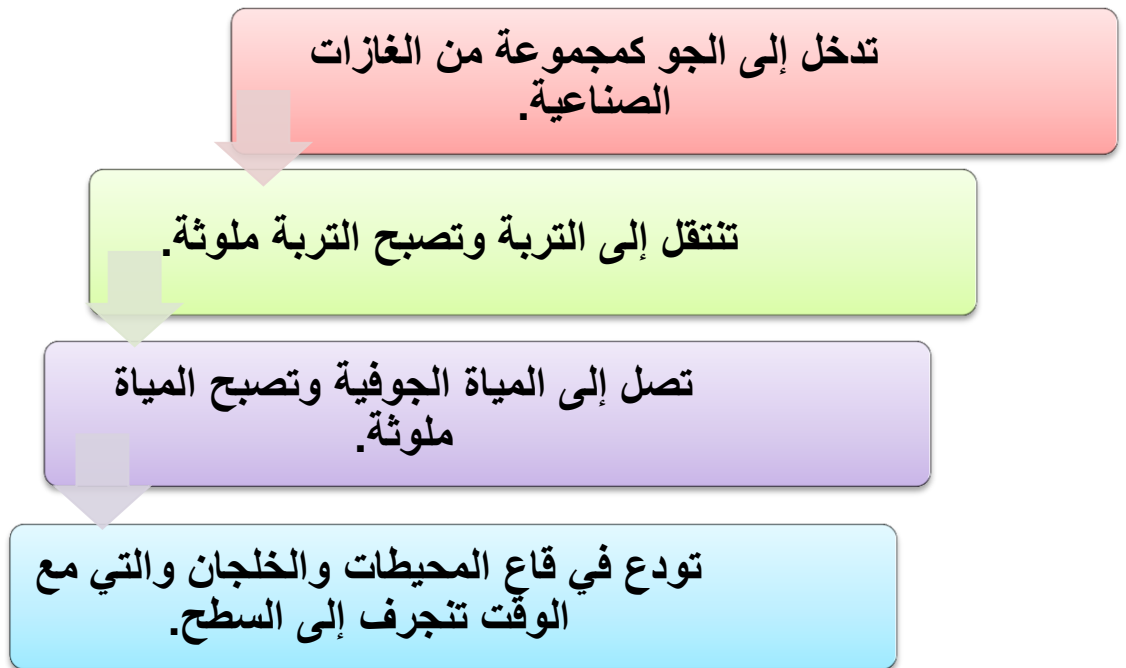 تدخل إلى الجو كمجموعة من الغازات
الصناعية.
تنتقل إلى التربة وتصبح التربة ملوثة.
تصل إلى المياة الجوفية وتصبح المياة
ملوثة.
تودع في قاع المحيطات والخلجان والتي مع
الوقت تنجرف إلى السطح.